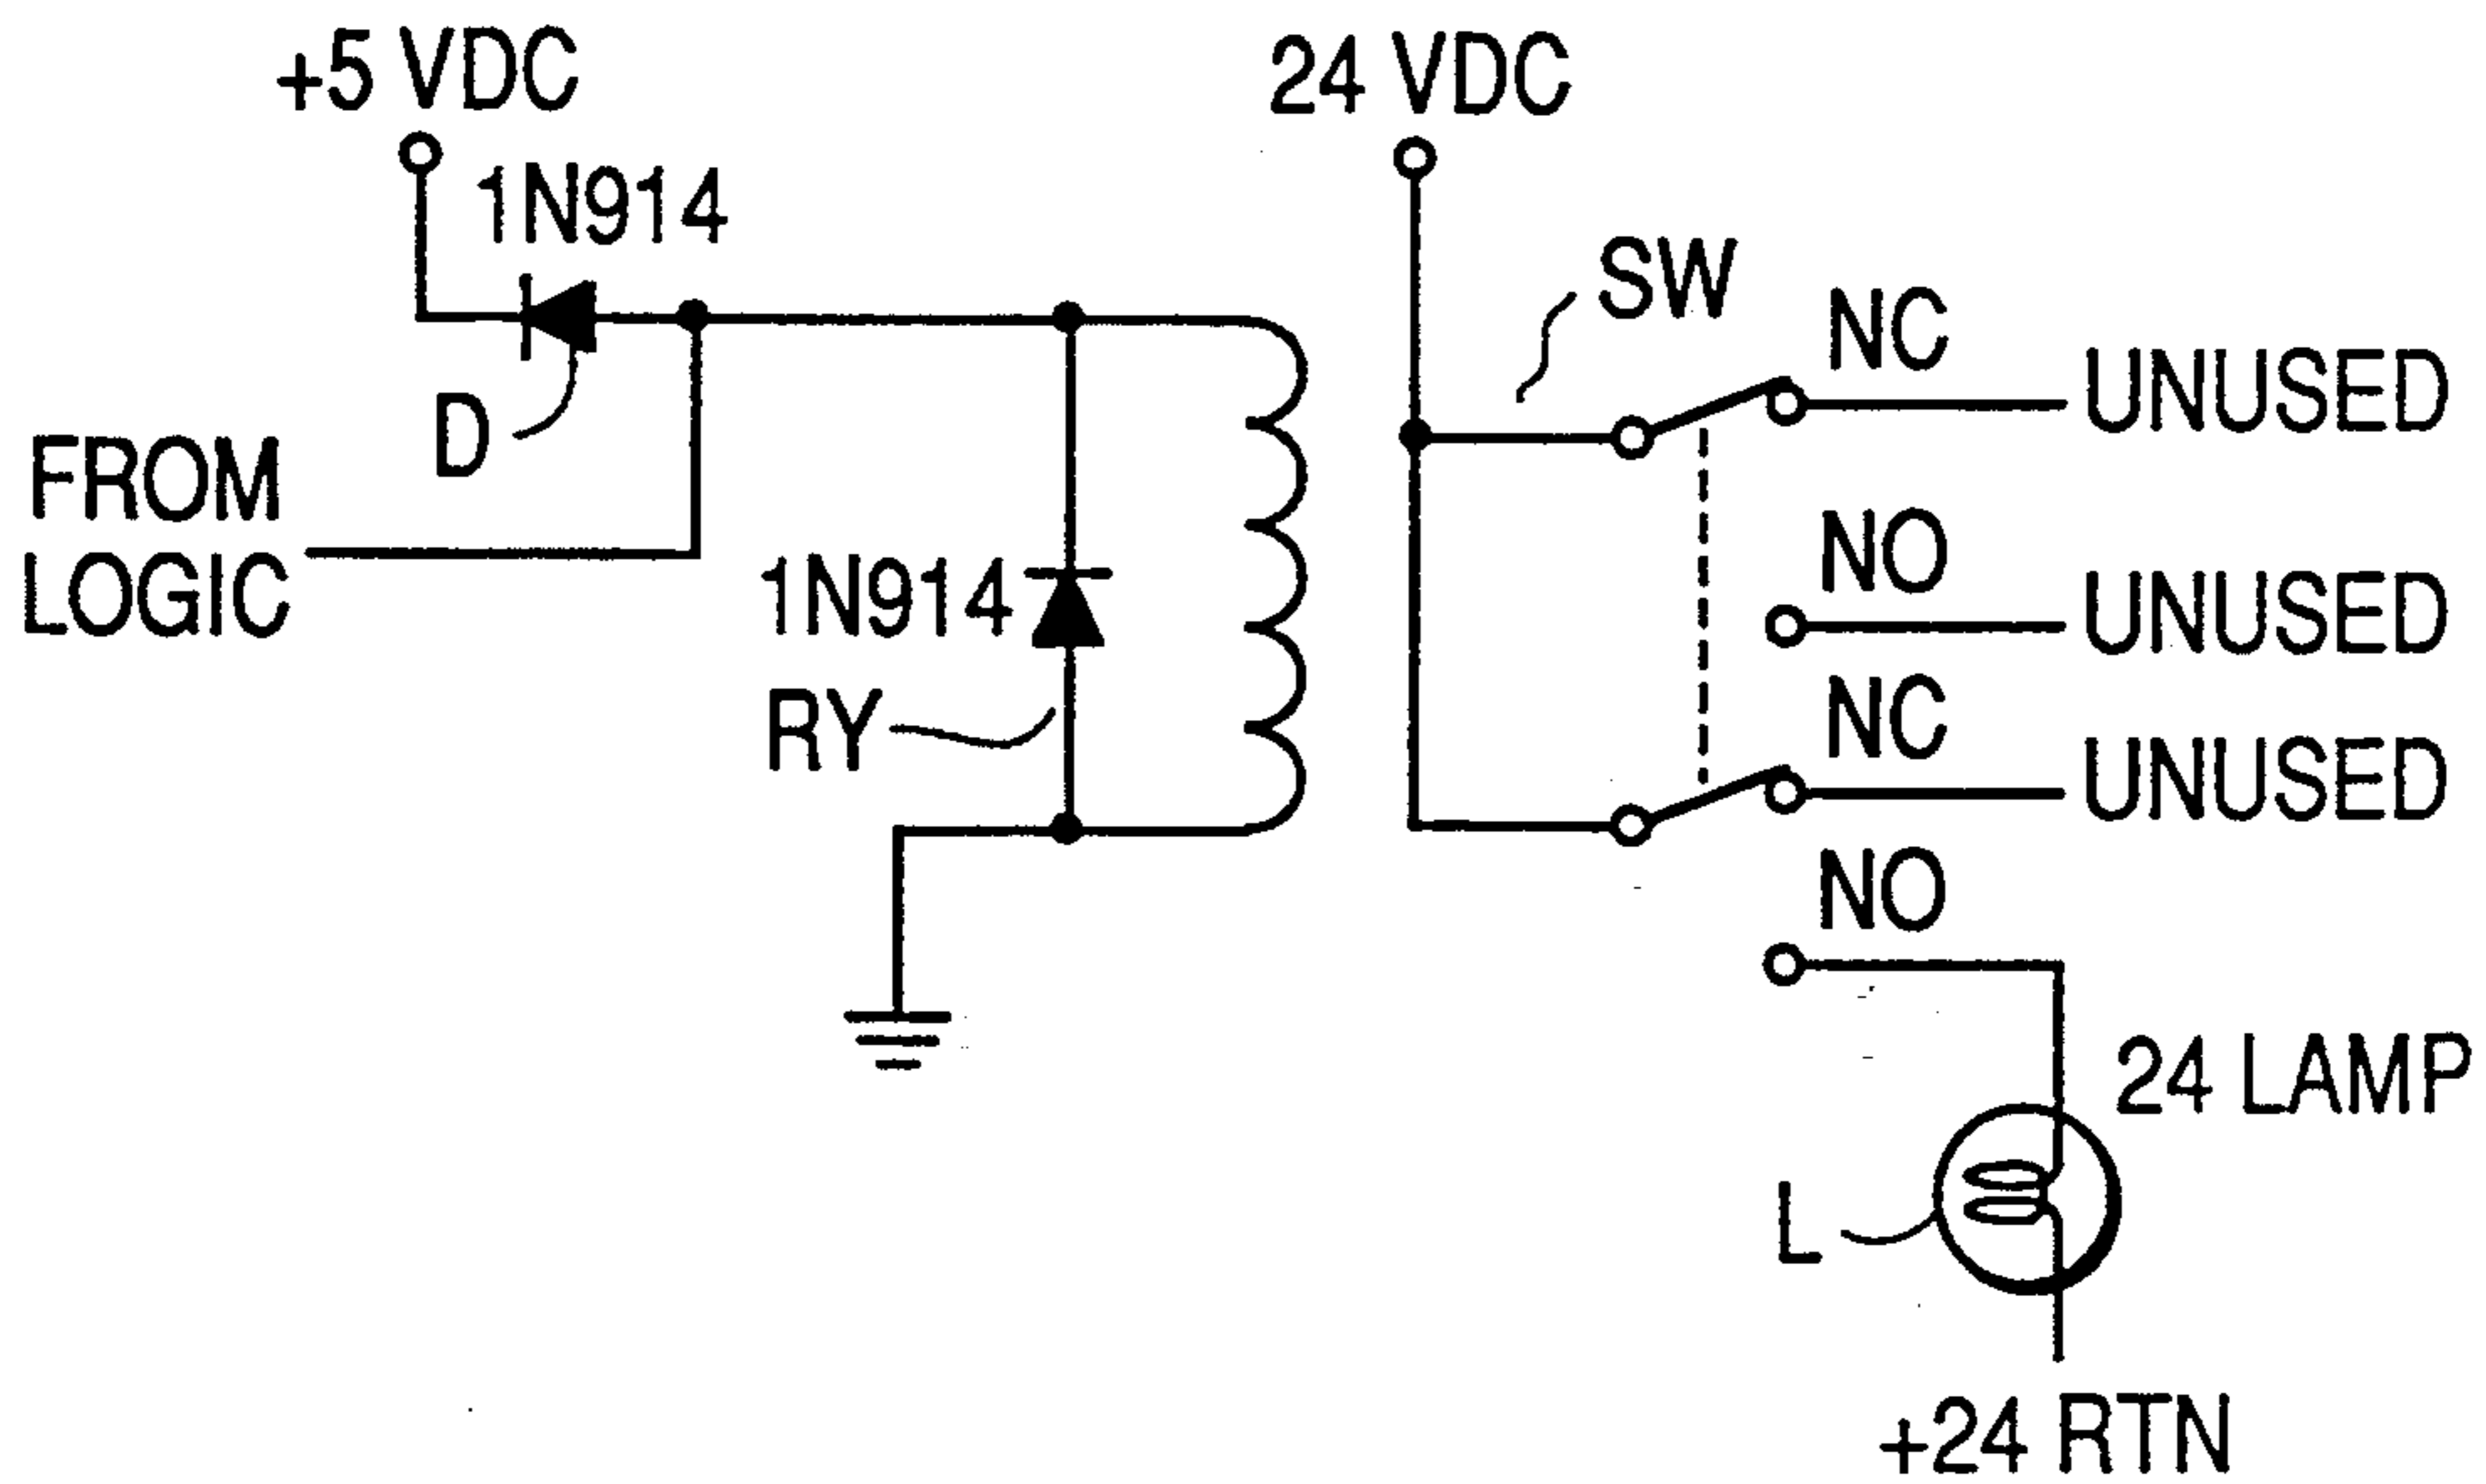 +5 VDC
24 VDC
1N914
SW
NC
UNUSED
D
FROM
LOGIC
NO
UNUSED
1N914
RY
NC
UNUSED
NO
24 LAMP
L
+24 RTN